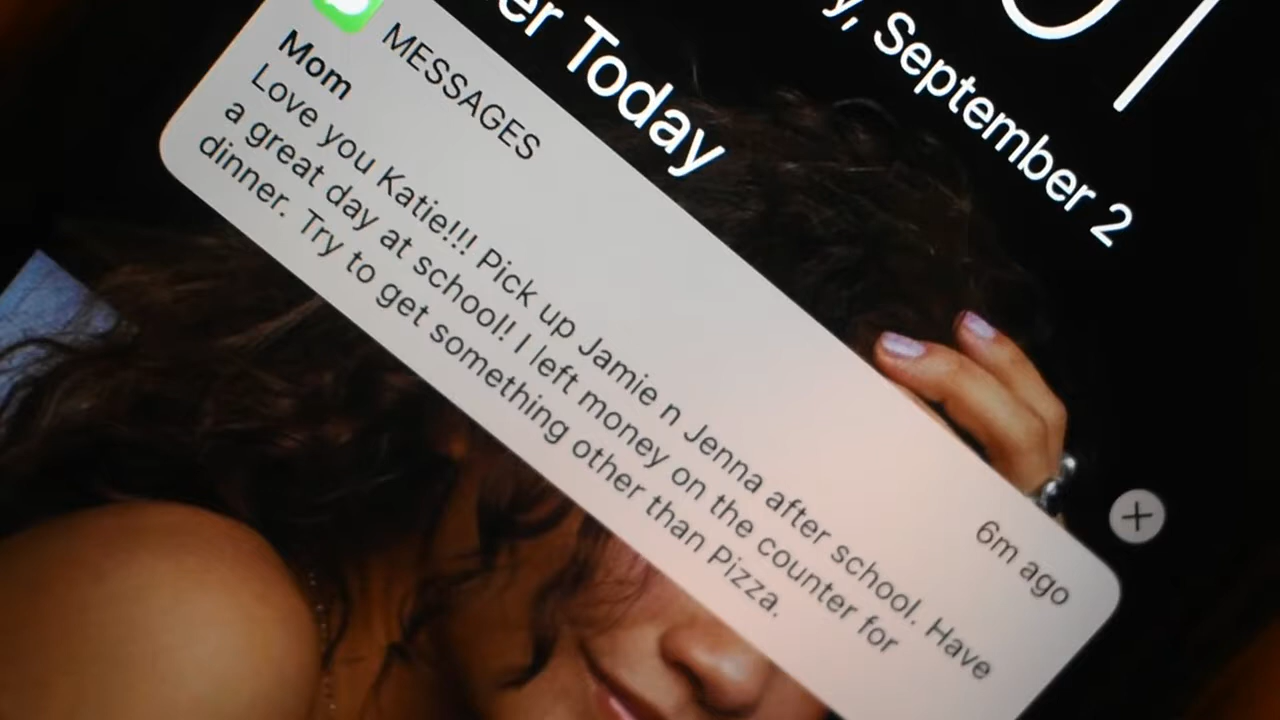 September 2
er Today
MESSAGES
6m ago
Mom
Love you Katie!!! Pick up Jamie n Jenna after school. Have
a great day at school! I left money on the counter for
dinner. Try to get something other than Pizza.